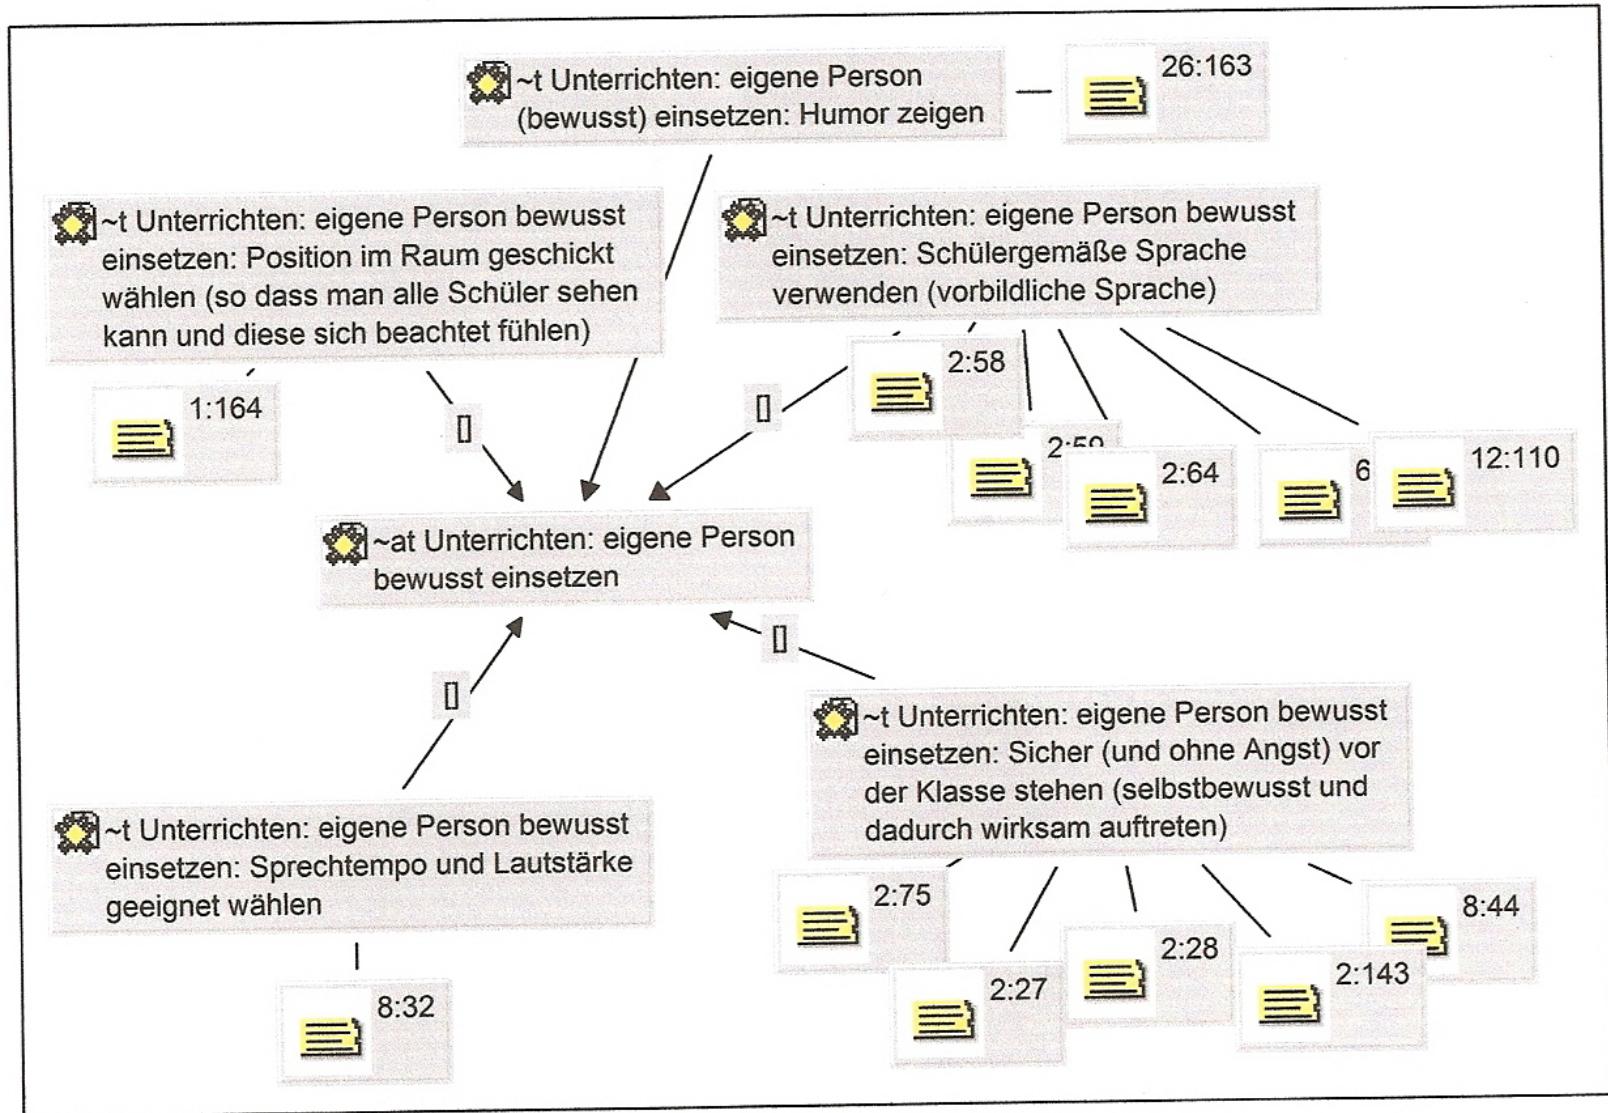 ~t Unterrichten: eigene Person
(bewusst) einsetzen: Humor zeigen
26:163
~t Unterrichten: eigene Person bewusst
einsetzen: Position im Raum geschickt
wählen (so dass man alle Schüler sehen
kann und diese sich beachtet fühlen)
1:164
~t Unterrichten: eigene Person bewusst
einsetzen: Schülergemäße Sprache
verwenden (vorbildliche Sprache)
2:58
2:64
12:110
[]
[]
~at Unterrichten: eigene Person
bewusst einsetzen
[]
[]
~t Unterrichten: eigene Person bewusst
einsetzen: Sprechtempo und Lautstärke
geeignet wählen
8:32
~t Unterrichten: eigene Person bewusst
einsetzen: Sicher (und ohne Angst) vor
der Klasse stehen (selbstbewusst und
dadurch wirksam auftreten)
2:75
2:27
2:28
2:143
8:44